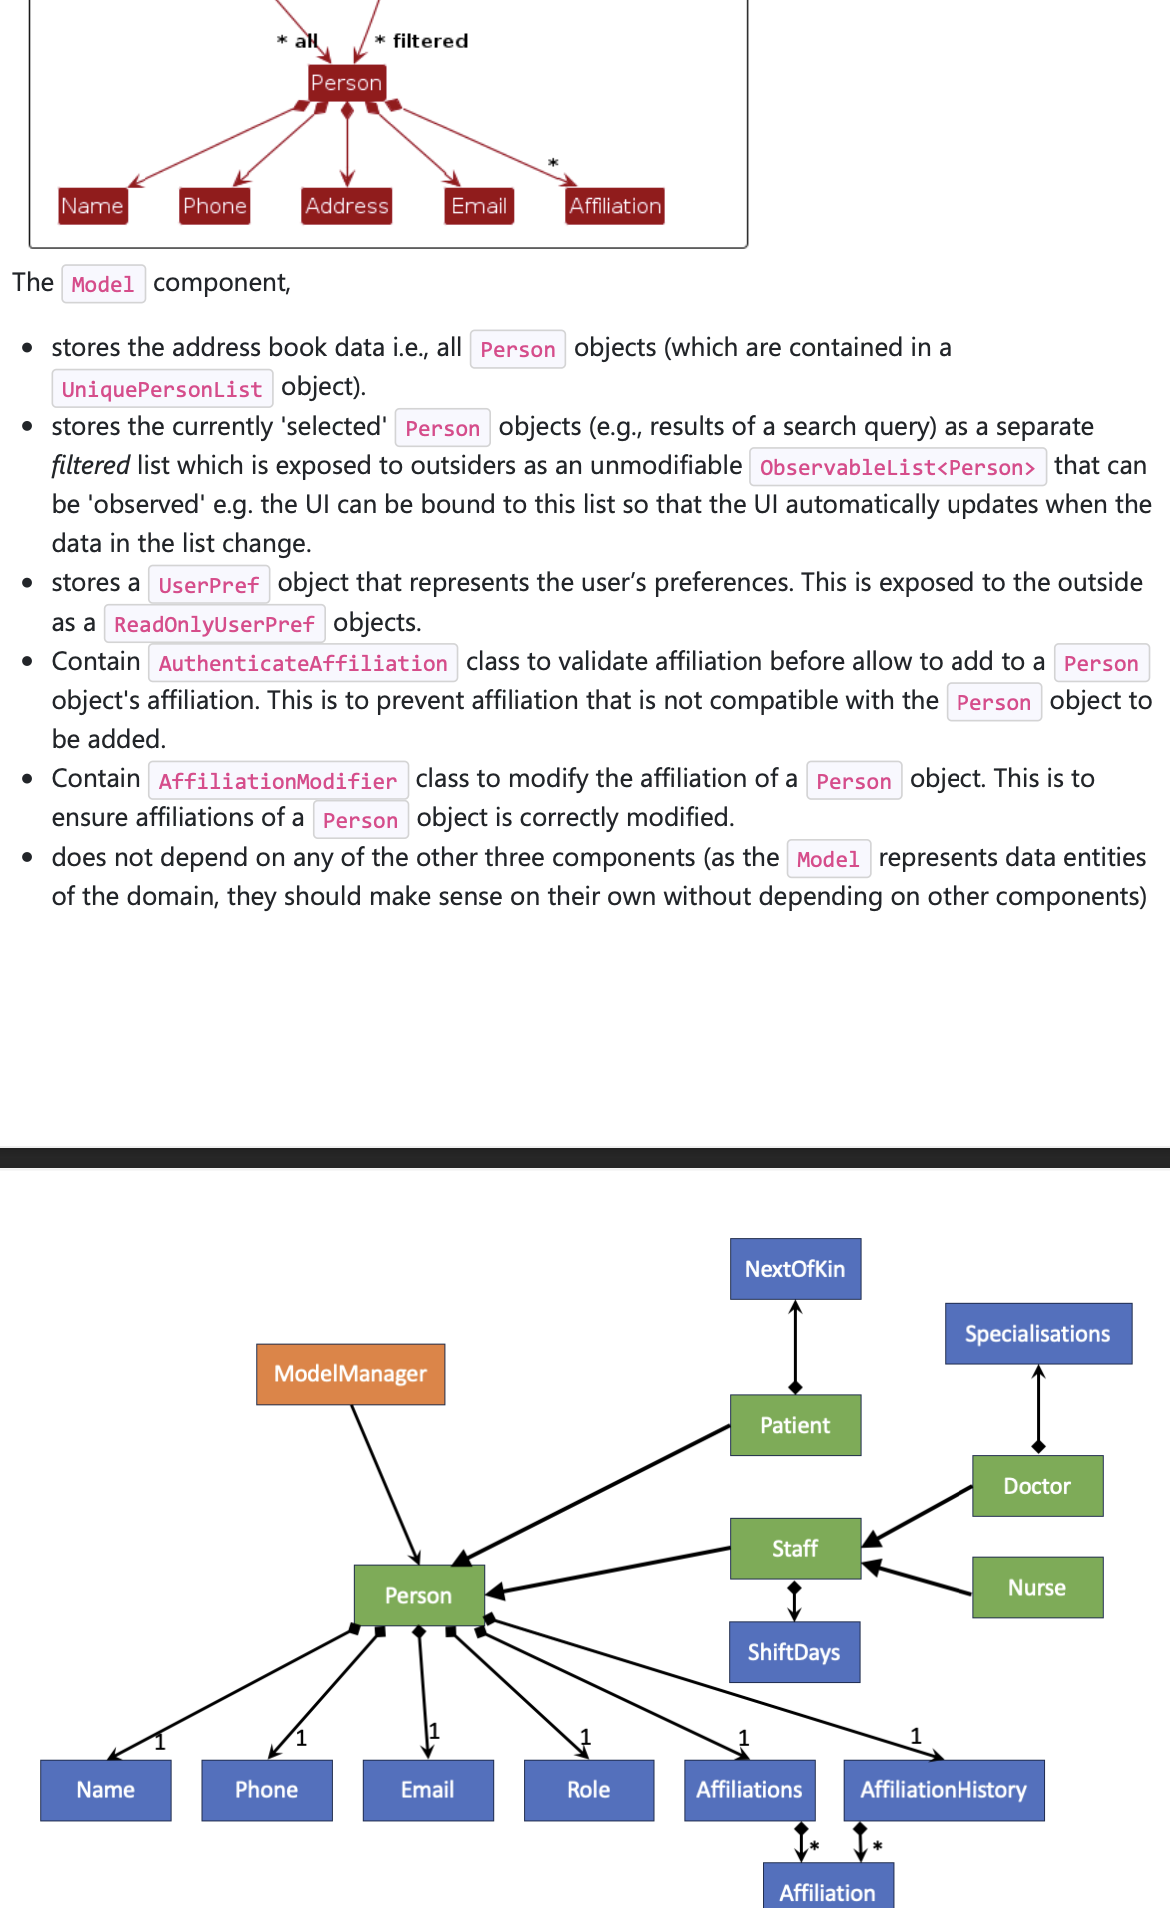 * all * filtered
Person
*
Name Phone Address Email Affiliation
The Model component,
• stores the address book data i.e., all Person objects (which are contained in a
UniquePersonList object).
• stores the currently 'selected' Person objects (e.g., results of a search query) as a separate
filtered list which is exposed to outsiders as an unmodifiable ObservableList<Person> that can
be 'observed' e.g. the UI can be bound to this list so that the UI automatically updates when the
data in the list change.
• stores a UserPref object that represents the user’s preferences. This is exposed to the outside
as a ReadOnlyUserPref objects.
• Contain AuthenticateAffiliation class to validate affiliation before allow to add to a Person
object's affiliation. This is to prevent affiliation that is not compatible with the Person object to
be added.
• Contain AffiliationModifier class to modify the affiliation of a Person object. This is to
ensure affiliations of a Person object is correctly modified.
• does not depend on any of the other three components (as the Model represents data entities
of the domain, they should make sense on their own without depending on other components)
NextOfKin
Specialisations
ModelManager
Patient
Doctor
Staff
Nurse
Person
ShiftDays
1 1 1 1 1 1
Name Phone Email Role Affiliations AffiliationHistory
* *
Affiliation